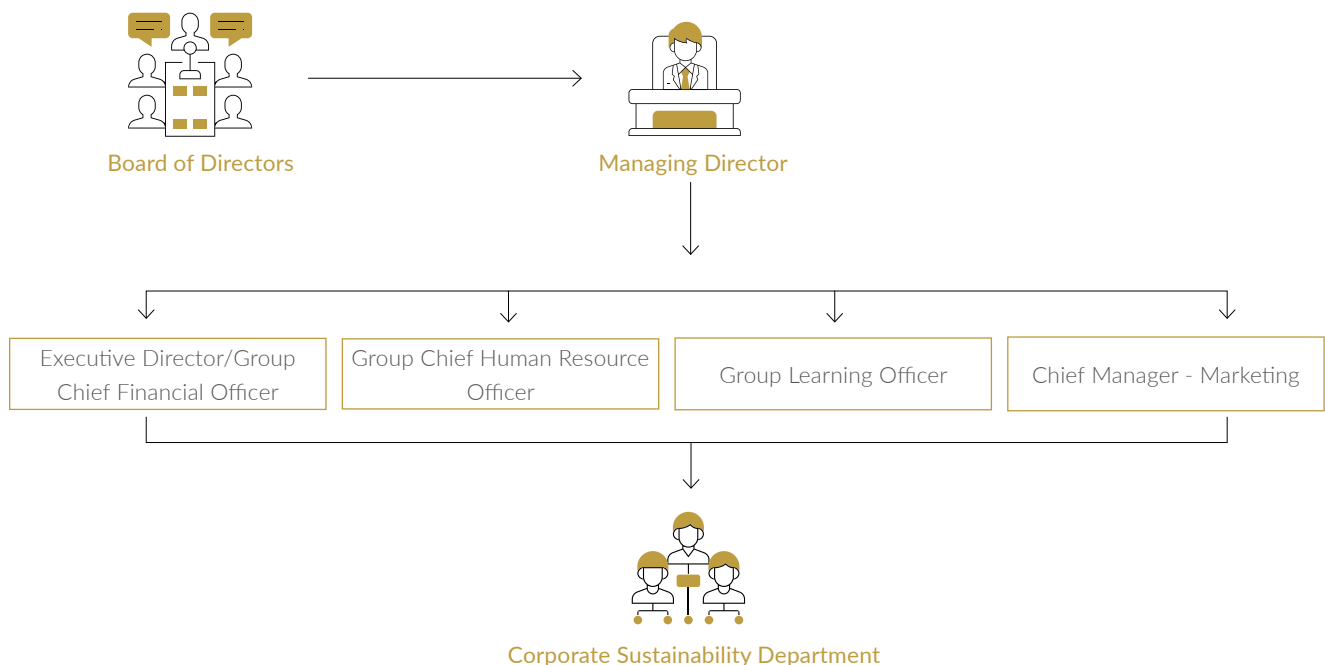 Board of Directors
Managing Director
Executive Director/Group
Chief Financial Officer
Group Chief Human Resource
Officer
Group Learning Officer
Chief Manager - Marketing
Corporate Sustainability Department